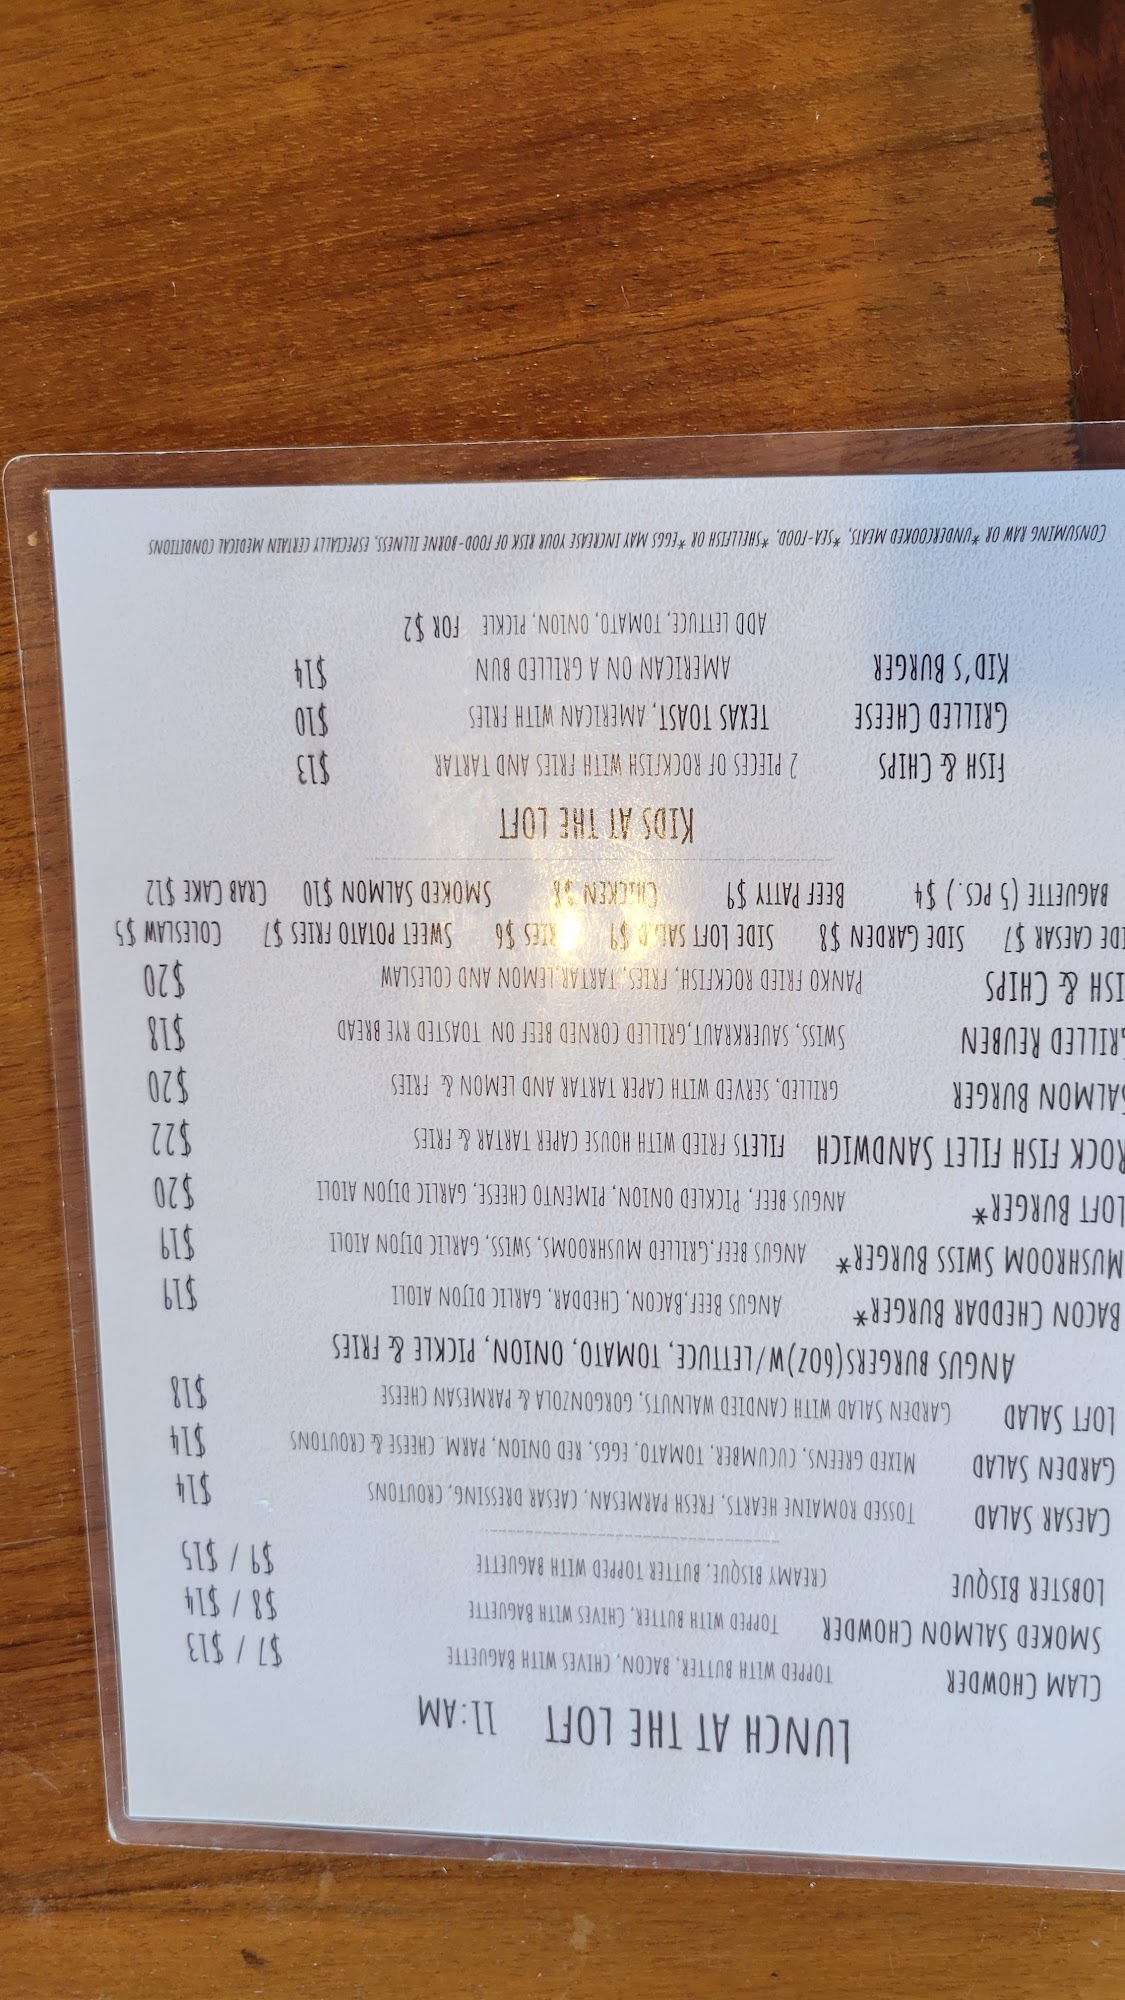 LUNCH AT THE LOFT 11:AM
CLAM CHOWDER TOPPED WITH BUTTER, BACON, CHIVES WITH BAGUETTE $7 / $13
SMOKED SALMON CHOWDER TOPPED WITH BUTTER, CHIVES WITH BAGUETTE $8 / $14
LOBSTER BISQUE CREAMY BISQUE, BUTTER TOPPED WITH BAGUETTE $9 / $15
CAESAR SALAD TOSSED ROMAINE HEARTS, FRESH PARMESAN, CAESAR DRESSING, CROUTONS $14
GARDEN SALAD MIXED GREENS, CUCUMBER, TOMATO, EGGS, RED ONION, PARM. CHEESE & CROUTONS $14
LOFT SALAD GARDEN SALAD WITH CANDIED WALNUTS, GORGONZOLA & PARMESAN CHEESE $18
ANGUS BURGERS(6OZ)W/LETTUCE, TOMATO, ONION, PICKLE & FRIES
BACON CHEDDAR BURGER* ANGUS BEEF,BACON, CHEDDAR, GARLIC DIJON AIOLI $19
MUSHROOM SWISS BURGER* ANGUS BEEF,GRILLED MUSHROOMS, SWISS, GARLIC DIJON AIOLI $19
LOFT BURGER* ANGUS BEEF, PICKLED ONION, PIMENTO CHEESE, GARLIC DIJON AIOLI $20
ROCK FISH FILET SANDWICH FILETS FRIED WITH HOUSE CAPER TARTAR & FRIES $22
SALMON BURGER GRILLED, SERVED WITH CAPER TARTAR AND LEMON & FRIES $20
GRILLED REUBEN SWISS, SAUERKRAUT,GRILLED CORNED BEEF ON TOASTED RYE BREAD $18
ISH & CHIPS PANKO FRIED ROCKFISH, FRIES, TARTAR,LEMON AND COLESLAW $20
IDE CAESAR $7 SIDE GARDEN $8 SIDE LOFT SALAD $9 FRIES $6 SWEET POTATO FRIES $7 COLESLAW $5
BAGUETTE (5 PCS.) $4 BEEF PATTY $9 CHICKEN $8 SMOKED SALMON $10 CRAB CAKE $12
KIDS AT THE LOFT
FISH & CHIPS 2 PIECES OF ROCKFISH WITH FRIES AND TARTAR $13
GRILLED CHEESE TEXAS TOAST, AMERICAN WITH FRIES $10
KID'S BURGER AMERICAN ON A GRILLED BUN $14
ADD LETTUCE, TOMATO, ONION, PICKLE FOR $2
CONSUMING RAW OR *UNDERCOOKED MEATS, *SEA-FOOD, *SHELLFISH OR *EGGS MAY INCREASE YOUR RISK OF FOOD-BORNE ILLNESS, ESPECIALLY CERTAIN MEDICAL CONDITIONS